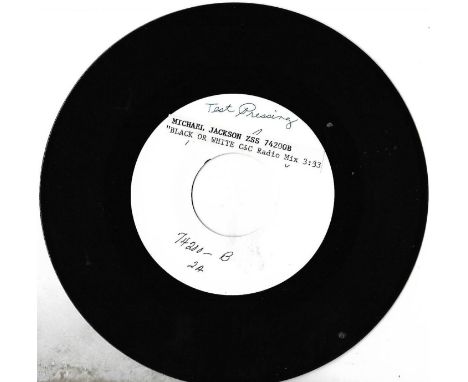 Test Pressing
MICHAEL JACKSON ZSS 74200B
"BLACK OR WHITE C&C Radio Mix 3:33
74200- B
2A